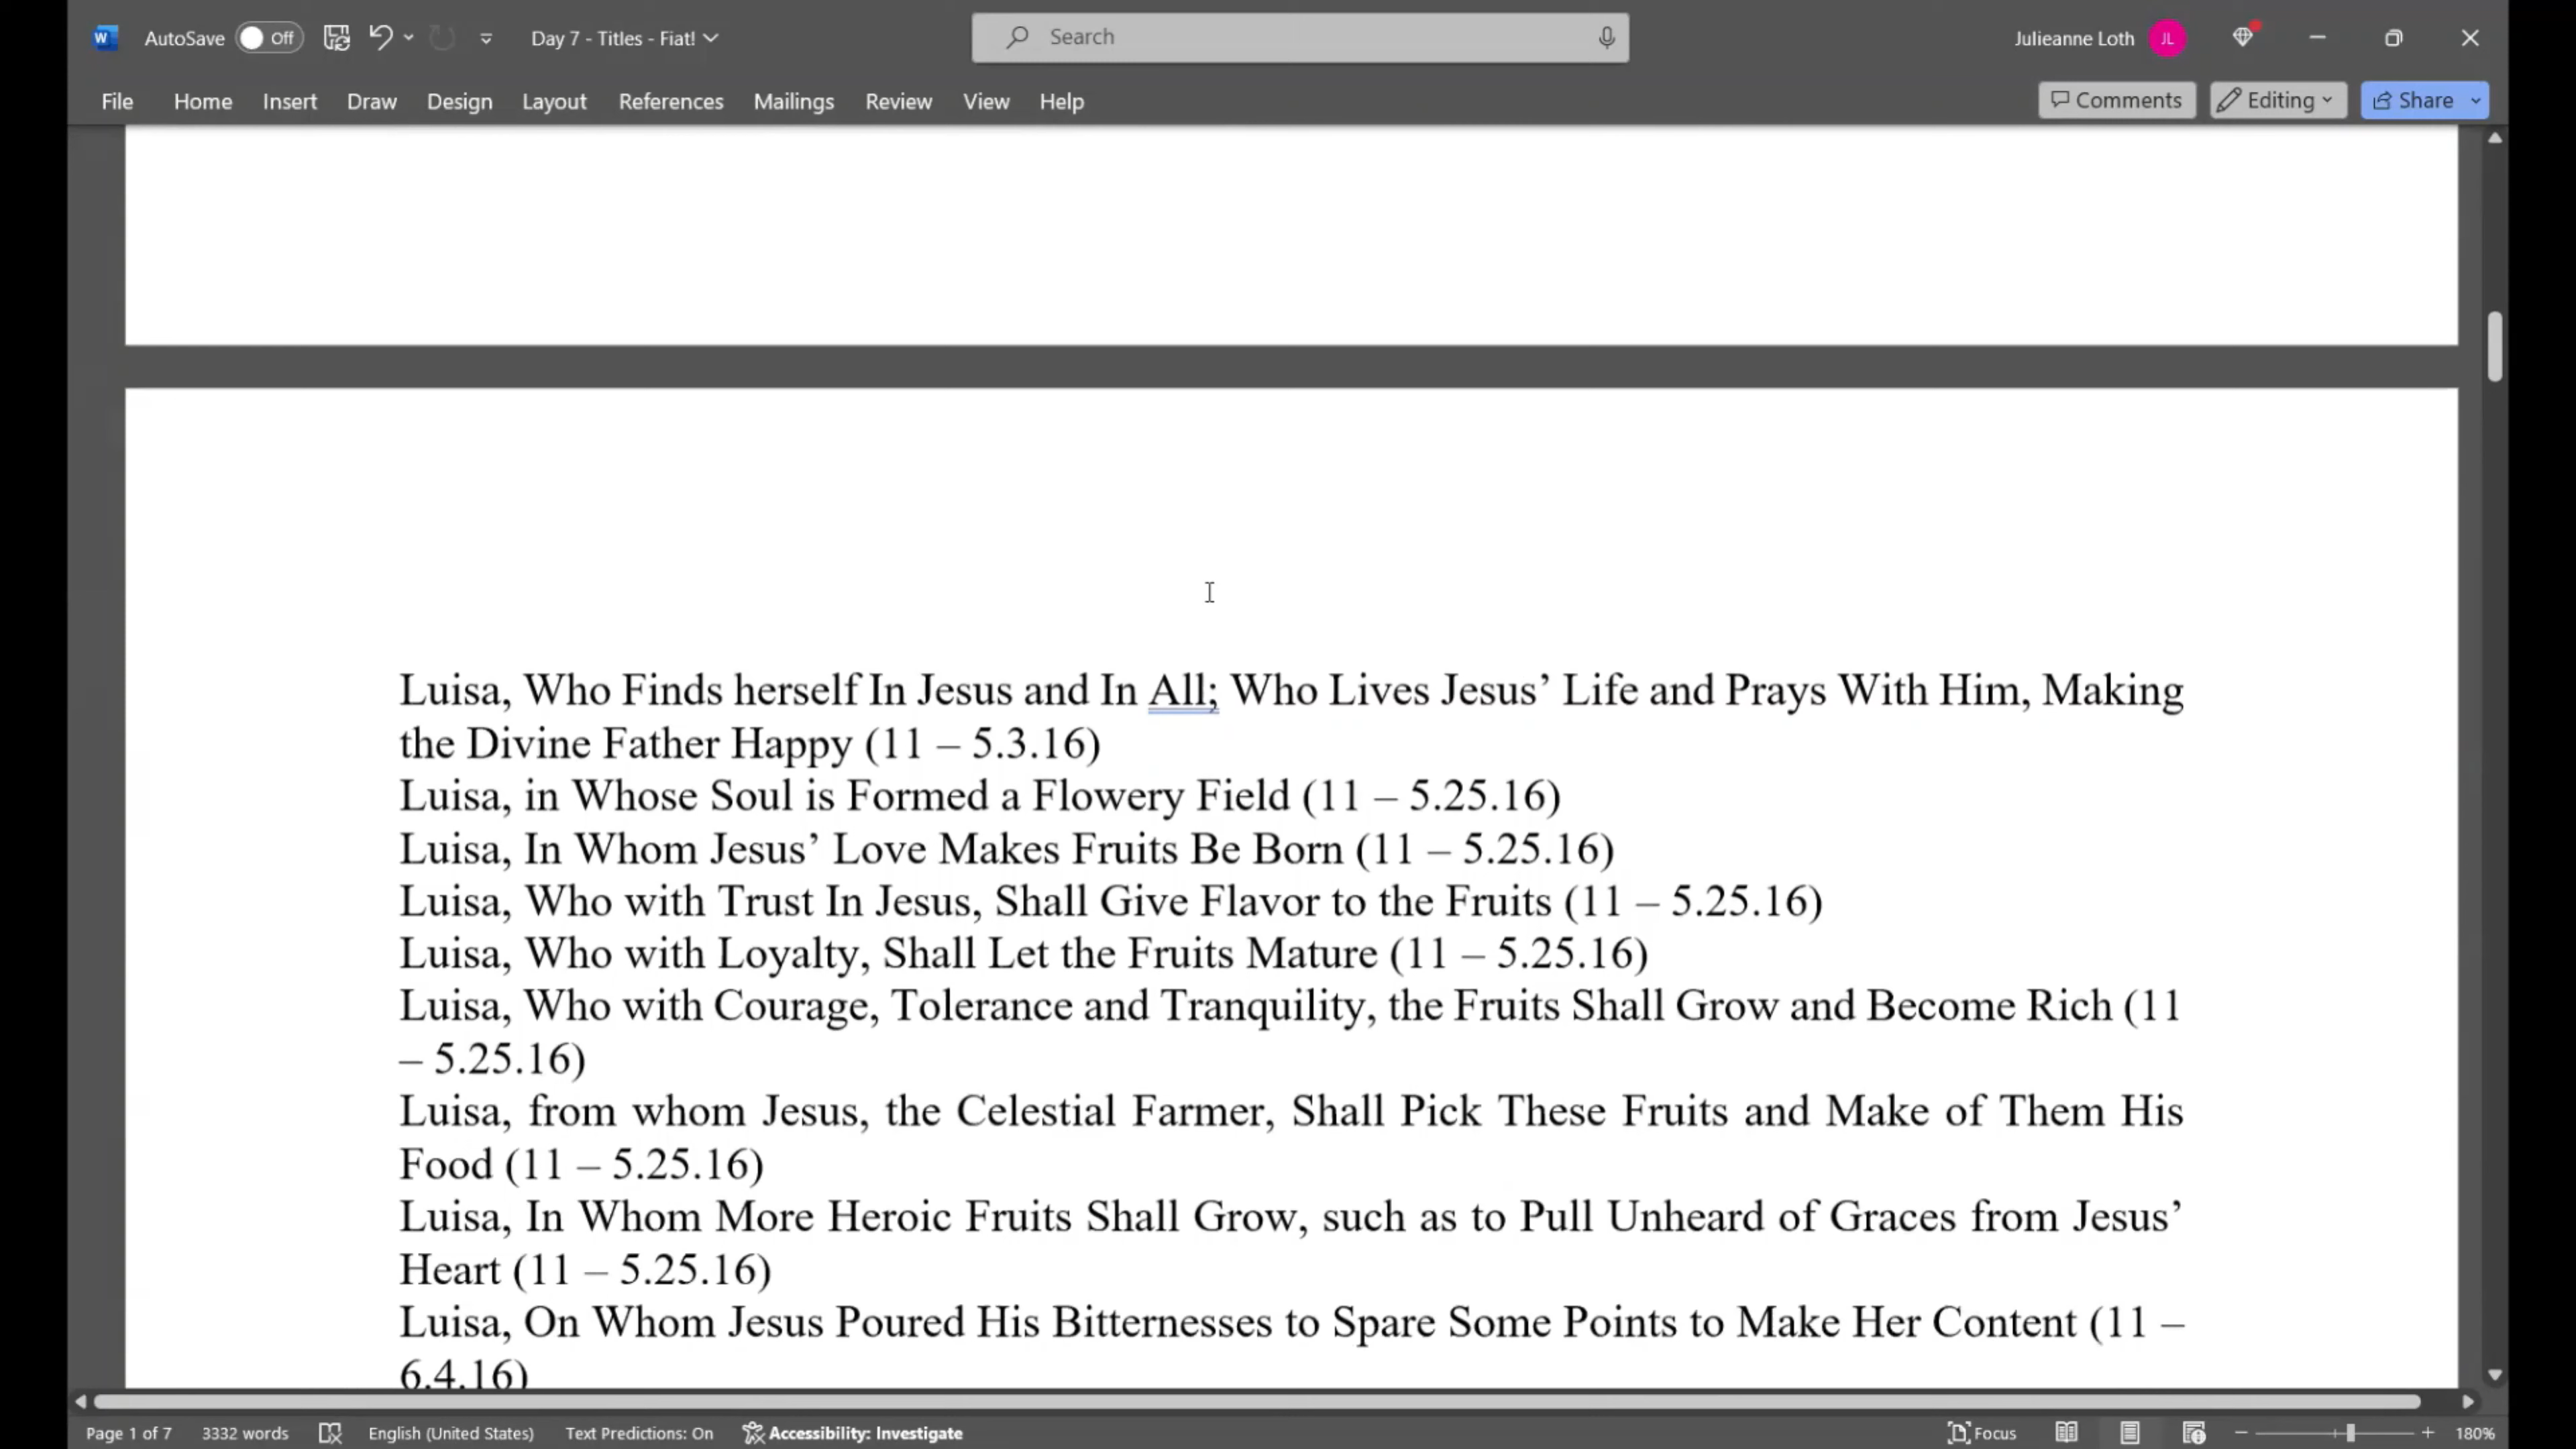 AutoSave Off Day 7 - Titles - Fiat! Search Julieanne Loth JL
File Home Insert Draw Design Layout References Mailings Review View Help Comments Editing Share
Luisa, Who Finds herself In Jesus and In All; Who Lives Jesus’ Life and Prays With Him, Making
the Divine Father Happy (11 – 5.3.16)
Luisa, in Whose Soul is Formed a Flowery Field (11 – 5.25.16)
Luisa, In Whom Jesus’ Love Makes Fruits Be Born (11 – 5.25.16)
Luisa, Who with Trust In Jesus, Shall Give Flavor to the Fruits (11 – 5.25.16)
Luisa, Who with Loyalty, Shall Let the Fruits Mature (11 – 5.25.16)
Luisa, Who with Courage, Tolerance and Tranquility, the Fruits Shall Grow and Become Rich (11
– 5.25.16)
Luisa, from whom Jesus, the Celestial Farmer, Shall Pick These Fruits and Make of Them His
Food (11 – 5.25.16)
Luisa, In Whom More Heroic Fruits Shall Grow, such as to Pull Unheard of Graces from Jesus’
Heart (11 – 5.25.16)
Luisa, On Whom Jesus Poured His Bitternesses to Spare Some Points to Make Her Content (11 –
6.4.16)
Page 1 of 7 3332 words English (United States) Text Predictions: On Accessibility: Investigate Focus 180%